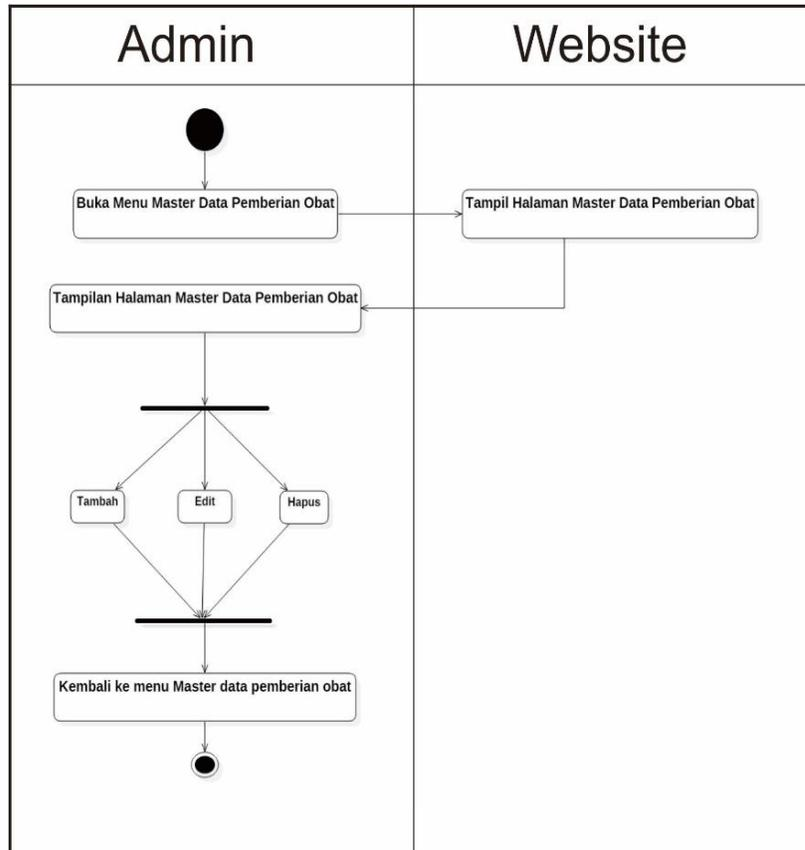 Admin
Website
Buka Menu Master Data Pemberian Obat
Tampil Halaman Master Data Pemberian Obat
Tampilan Halaman Master Data Pemberian Obat
Tambah
Edit
Hapus
Kembali ke menu Master data pemberian obat